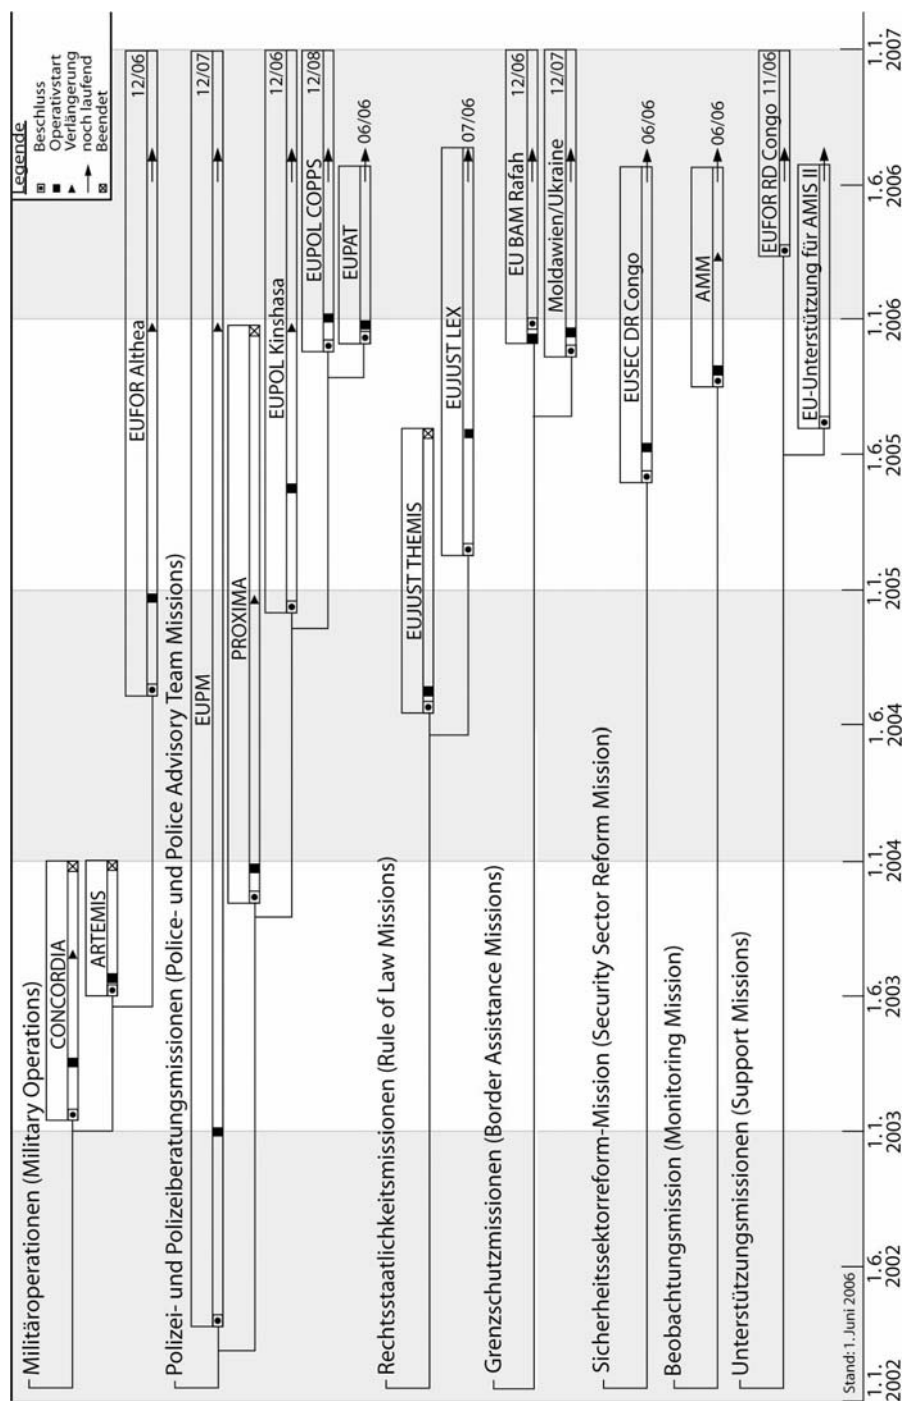 Legende
Beschluss
Operativstart
Verlängerung
noch laufend
Beendet
Militäroperationen (Military Operations)
CONCORDIA
ARTEMIS
EUFOR Althea
12/06
Polizei- und Polizeiberatungsmissionen (Police- und Police Advisory Team Missions)
EUPM
12/07
PROXIMA
EUPOL Kinshasa
12/06
EUPOL COPPS
12/08
EUPAT
06/06
Rechtsstaatlichkeitsmissionen (Rule of Law Missions)
EUJUST THEMIS
EUJUST LEX
07/06
Grenzschutzmissionen (Border Assistance Missions)
EU BAM Rafah
12/06
Moldawien/Ukraine
12/07
Sicherheitssektorreform-Mission (Security Sector Reform Mission)
EUSEC DR Congo
06/06
Beobachtungsmission (Monitoring Mission)
AMM
06/06
Unterstützungsmissionen (Support Missions)
EUFOR RD Congo 11/06
EU-Unterstützung für AMIS II
Stand: 1. Juni 2006
1.1. 2002
1.6. 2002
1.1. 2003
1.6. 2003
1.1. 2004
1.6. 2004
1.1. 2005
1.6. 2005
1.1. 2006
1.6. 2006
1.1. 2007